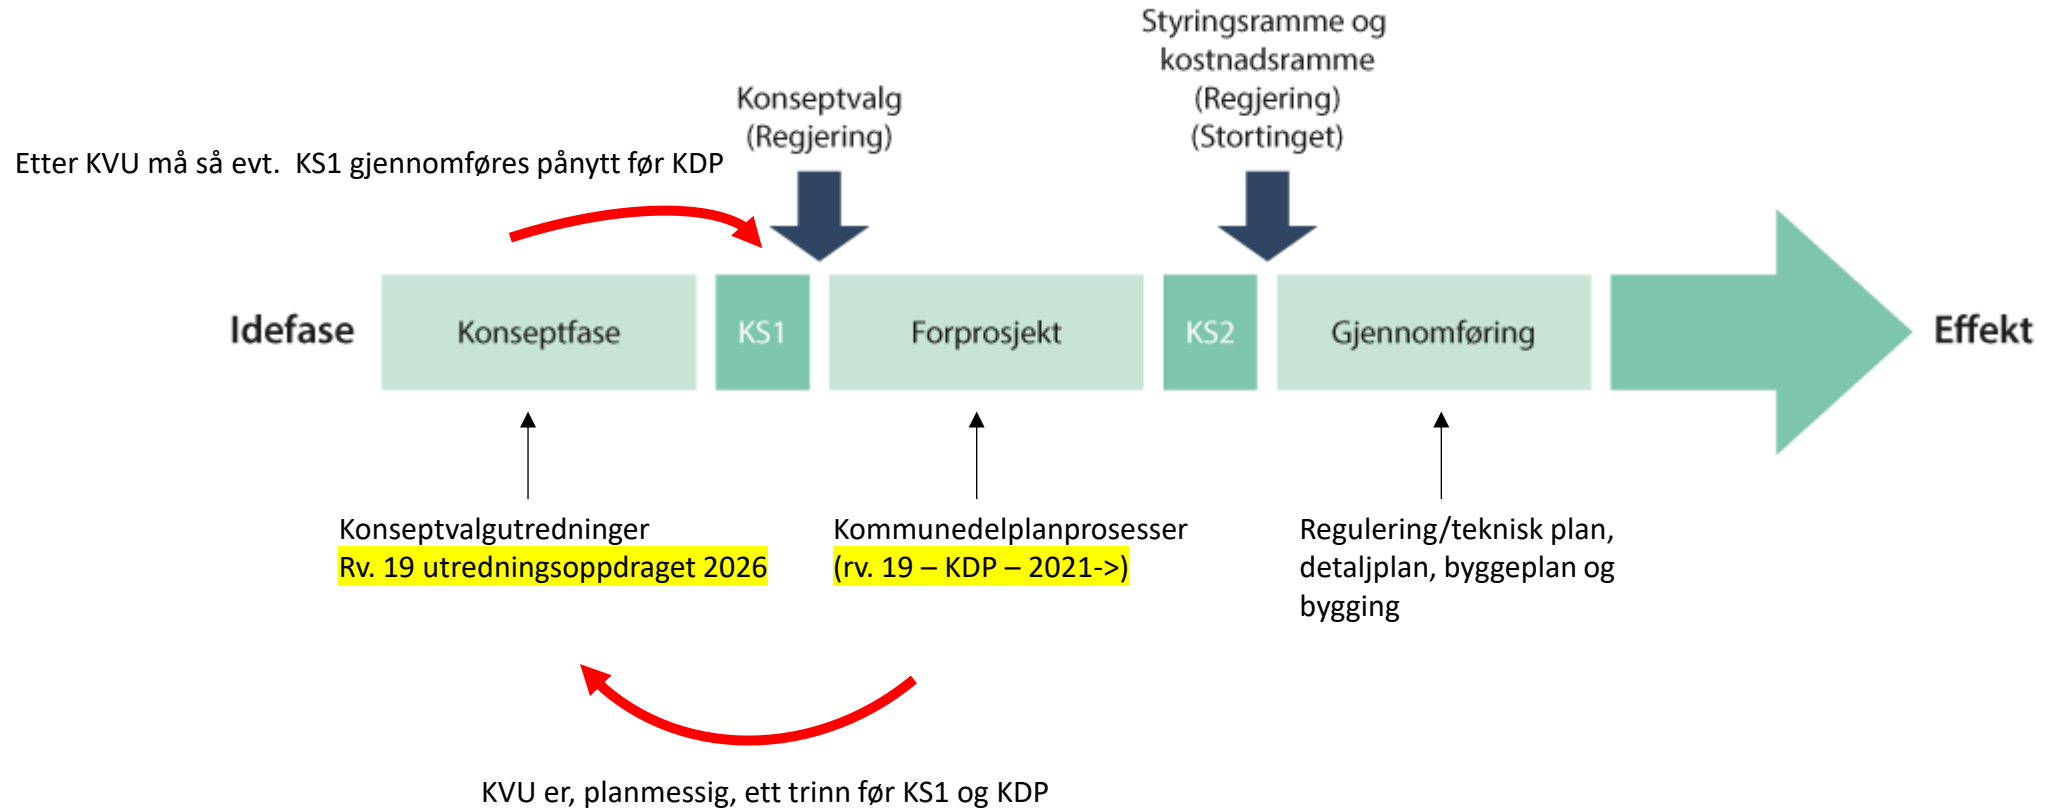 Styringsramme og
kostnadsramme
(Regjering)
(Stortinget)
Konseptvalg
(Regjering)
Etter KVU må så evt.  KS1 gjennomføres pånytt før KDP
Idefase
Konseptfase
KS1
Forprosjekt
KS2
Gjennomføring
Effekt
Konseptvalgutredninger
Rv. 19 utredningsoppdraget 2026
Kommunedelplanprosesser
(rv. 19 – KDP – 2021->)
Regulering/teknisk plan,
detaljplan, byggeplan og
bygging
KVU er, planmessig, ett trinn før KS1 og KDP